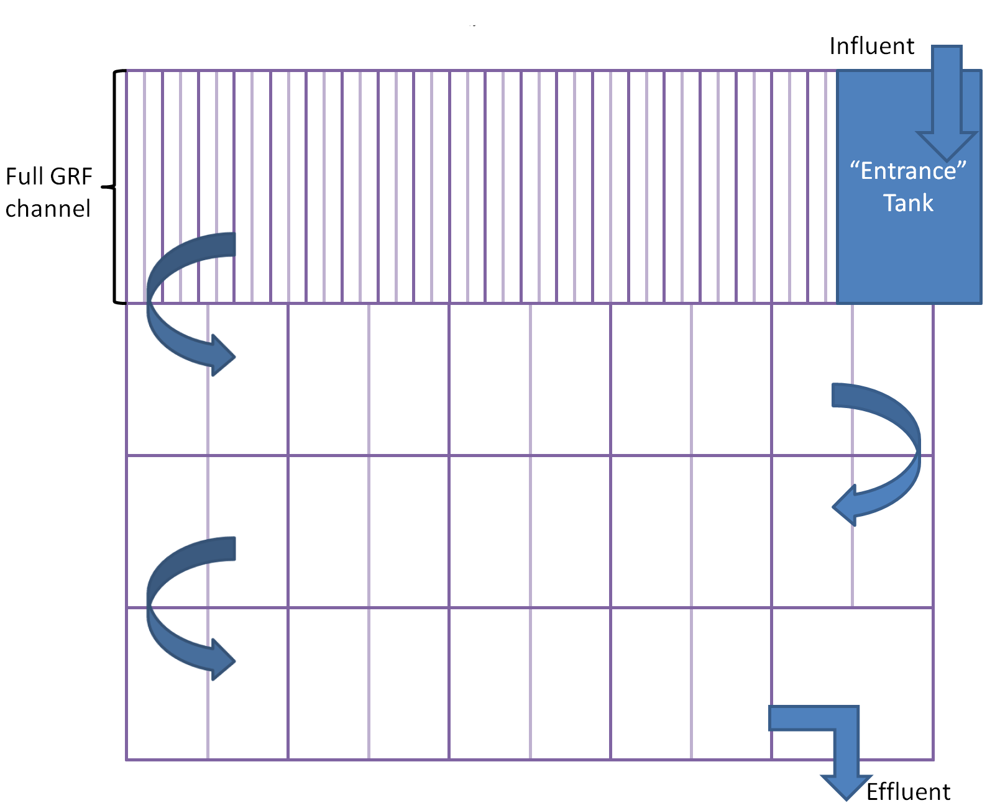 Influent
Full GRF
channel
“Entrance”
Tank
Effluent